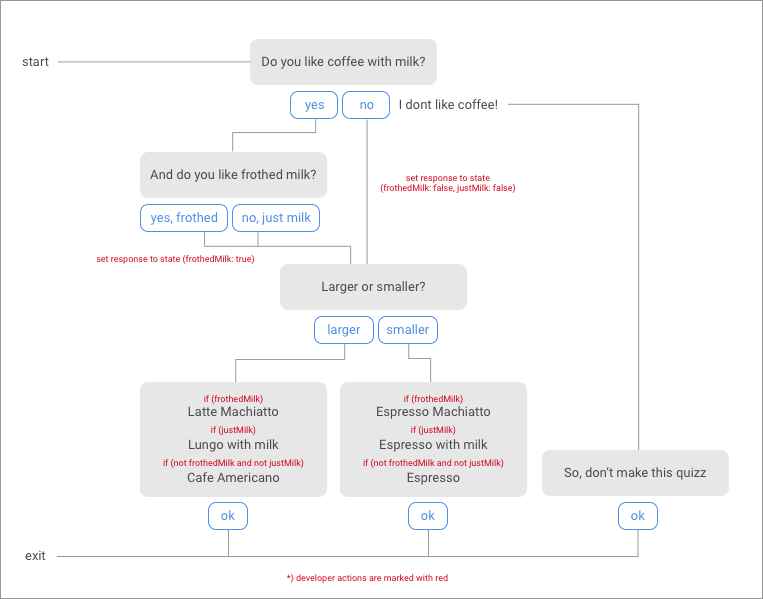 start
Do you like coffee with milk?
yes
no
I dont like coffee!
And do you like frothed milk?
set response to state
(frothedMilk: false, justMilk: false)
yes, frothed
no, just milk
set response to state (frothedMilk: true)
Larger or smaller?
larger
smaller
if (frothedMilk)
Latte Machiatto
if (justMilk)
Lungo with milk
if (not frothedMilk and not justMilk)
Cafe Americano
if (frothedMilk)
Espresso Machiatto
if (justMilk)
Espresso with milk
if (not frothedMilk and not justMilk)
Espresso
So, don't make this quizz
ok
ok
ok
exit
*) developer actions are marked with red